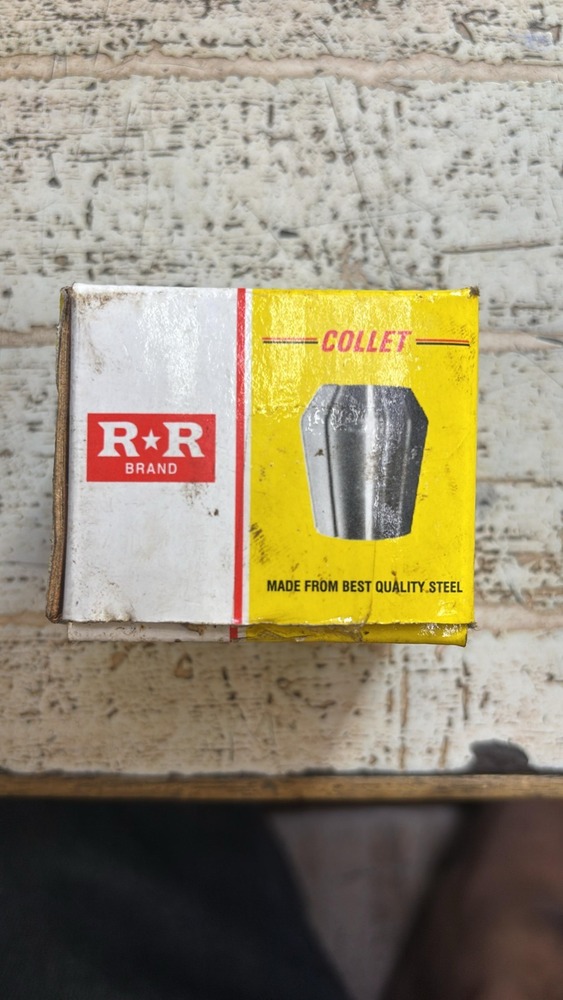 R★R
BRAND
COLLET
MADE FROM BEST QUALITY STEEL